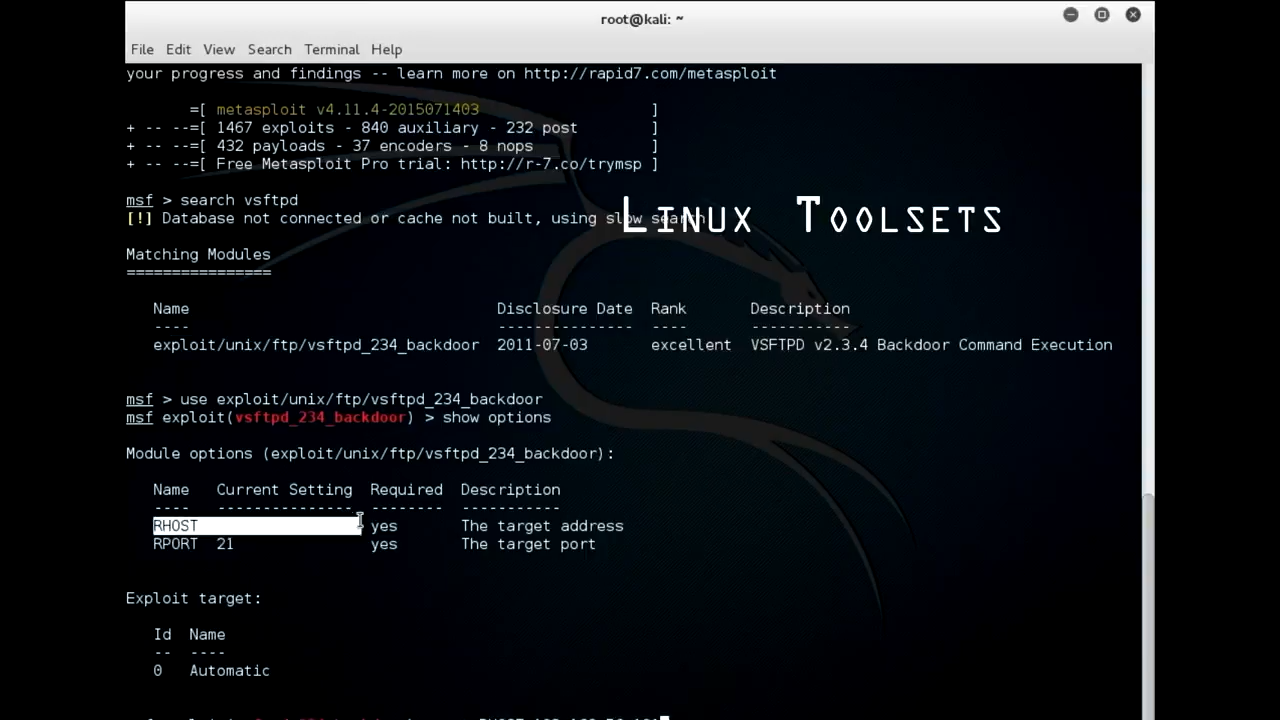 root@kali: ~
File Edit View Search Terminal Help
your progress and findings -- learn more on http://rapid7.com/metasploit
=[ metasploit v4.11.4-2015071403 ]
+ -- --=[ 1467 exploits - 840 auxiliary - 232 post ]
+ -- --=[ 432 payloads - 37 encoders - 8 nops ]
+ -- --=[ Free Metasploit Pro trial: http://r-7.co/trymsp ]
msf > search vsftpd
[!] Database not connected or cache not built, using slow search
Linux Toolsets
Matching Modules
================
Name Disclosure Date Rank Description
---- --------------- ---- -----------
exploit/unix/ftp/vsftpd_234_backdoor 2011-07-03 excellent VSFTPD v2.3.4 Backdoor Command Execution
msf > use exploit/unix/ftp/vsftpd_234_backdoor
msf exploit(vsftpd_234_backdoor) > show options
Module options (exploit/unix/ftp/vsftpd_234_backdoor):
Name Current Setting Required Description
---- --------------- -------- -----------
RHOST yes The target address
RPORT 21 yes The target port
Exploit target:
Id Name
-- ----
0 Automatic